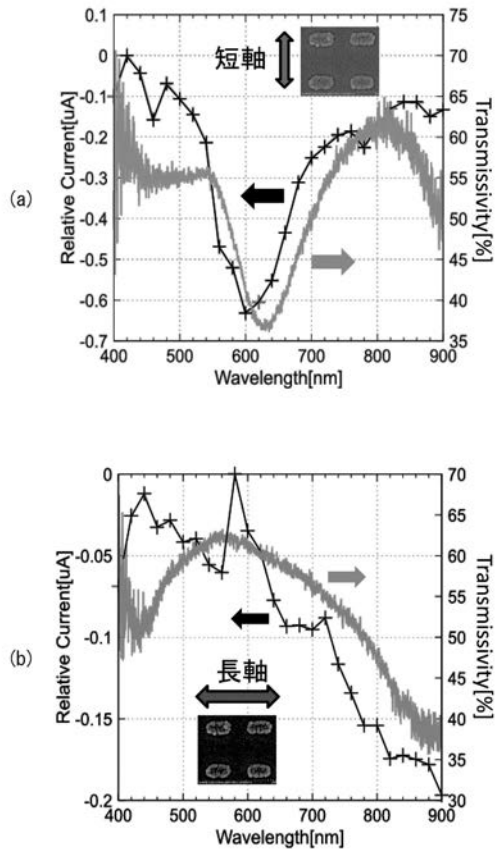 (a)
短軸
Relative Current[uA]
0
-0.1
-0.2
-0.3
-0.4
-0.5
-0.6
-0.7
Transmissivity[%]
75
70
65
60
55
50
45
40
35
400 500 600 700 800 900
Wavelength[nm]
(b)
長軸
Relative Current[uA]
0
-0.05
-0.1
-0.15
-0.2
Transmissivity[%]
70
65
60
55
50
45
40
35
30
400 500 600 700 800 900
Wavelength[nm]